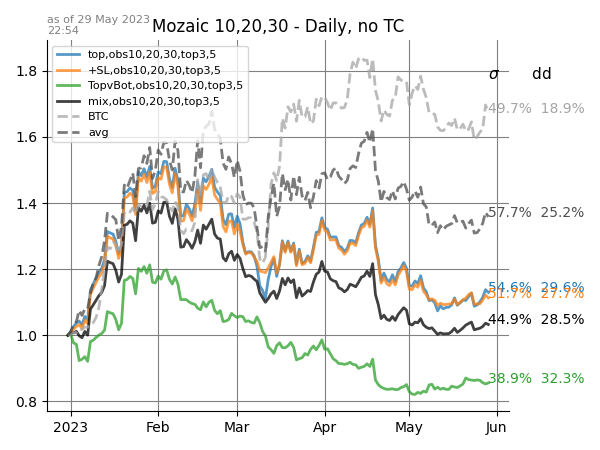 as of 29 May 2023
22:54
Mozaic 10,20,30 - Daily, no TC
top,obs10,20,30,top3,5
+SL,obs10,20,30,top3,5
TopvBot,obs10,20,30,top3,5
mix,obs10,20,30,top3,5
BTC
avg
σ dd
49.7% 18.9%
57.7% 25.2%
54.6% 29.6%
27.7%
44.9% 28.5%
38.9% 32.3%
1.8
1.6
1.4
1.2
1.0
0.8
2023 Feb Mar Apr May Jun